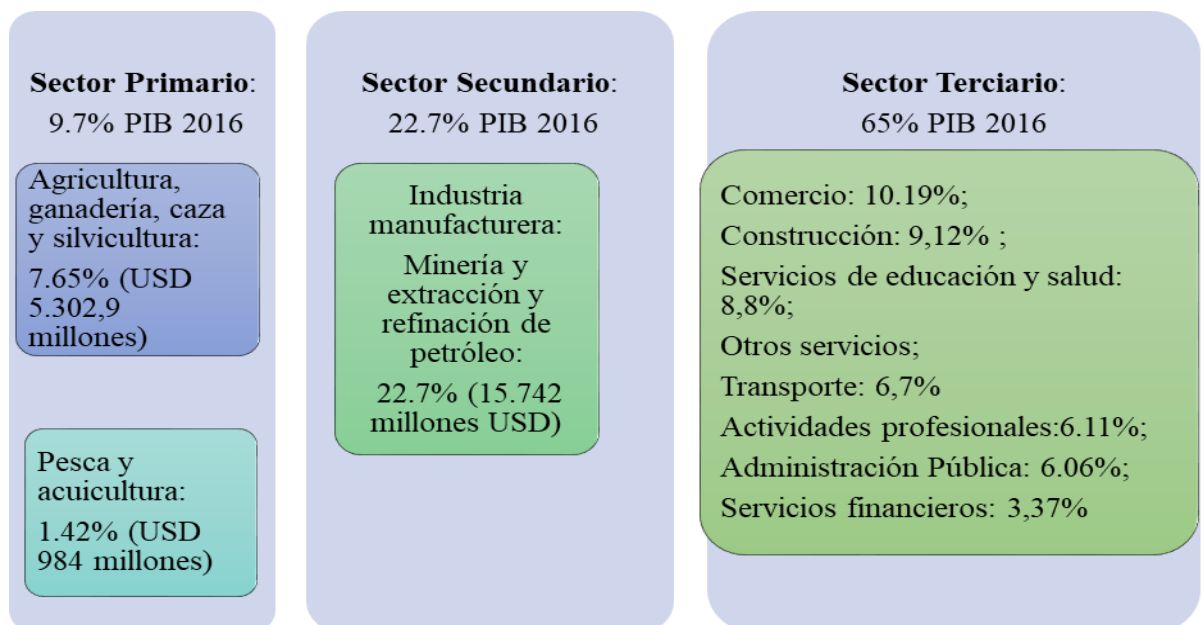 Sector Primario:
9.7% PIB 2016
Agricultura,
ganadería, caza
y silvicultura:
7.65% (USD
5.302,9
millones)
Pesca y
acuicultura:
1.42% (USD
984 millones)
Sector Secundario:
22.7% PIB 2016
Industria
manufacturera:
Minería y
extracción y
refinación de
petróleo:
22.7% (15.742
millones USD)
Sector Terciario:
65% PIB 2016
Comercio: 10.19%;
Construcción: 9,12% ;
Servicios de educación y salud:
8,8%;
Otros servicios;
Transporte: 6,7%
Actividades profesionales:6.11%;
Administración Pública: 6.06%;
Servicios financieros: 3,37%